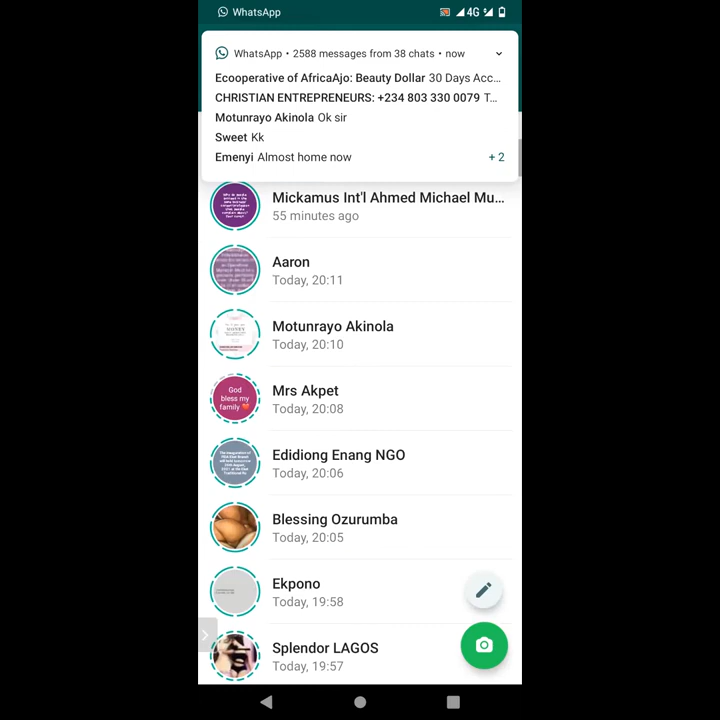 WhatsApp
4G
WhatsApp • 2588 messages from 38 chats • now
Ecooperative of AfricaAjo: Beauty Dollar 30 Days Acc...
CHRISTIAN ENTREPRENEURS: +234 803 330 0079 T...
Motunrayo Akinola Ok sir
Sweet Kk
Emenyi Almost home now
+ 2
Mickamus Int'l Ahmed Michael Mu...
55 minutes ago
Aaron
Today, 20:11
Motunrayo Akinola
Today, 20:10
God
bless my
family ❤️
Mrs Akpet
Today, 20:08
Edidiong Enang NGO
Today, 20:06
Blessing Ozurumba
Today, 20:05
Ekpono
Today, 19:58
Splendor LAGOS
Today, 19:57